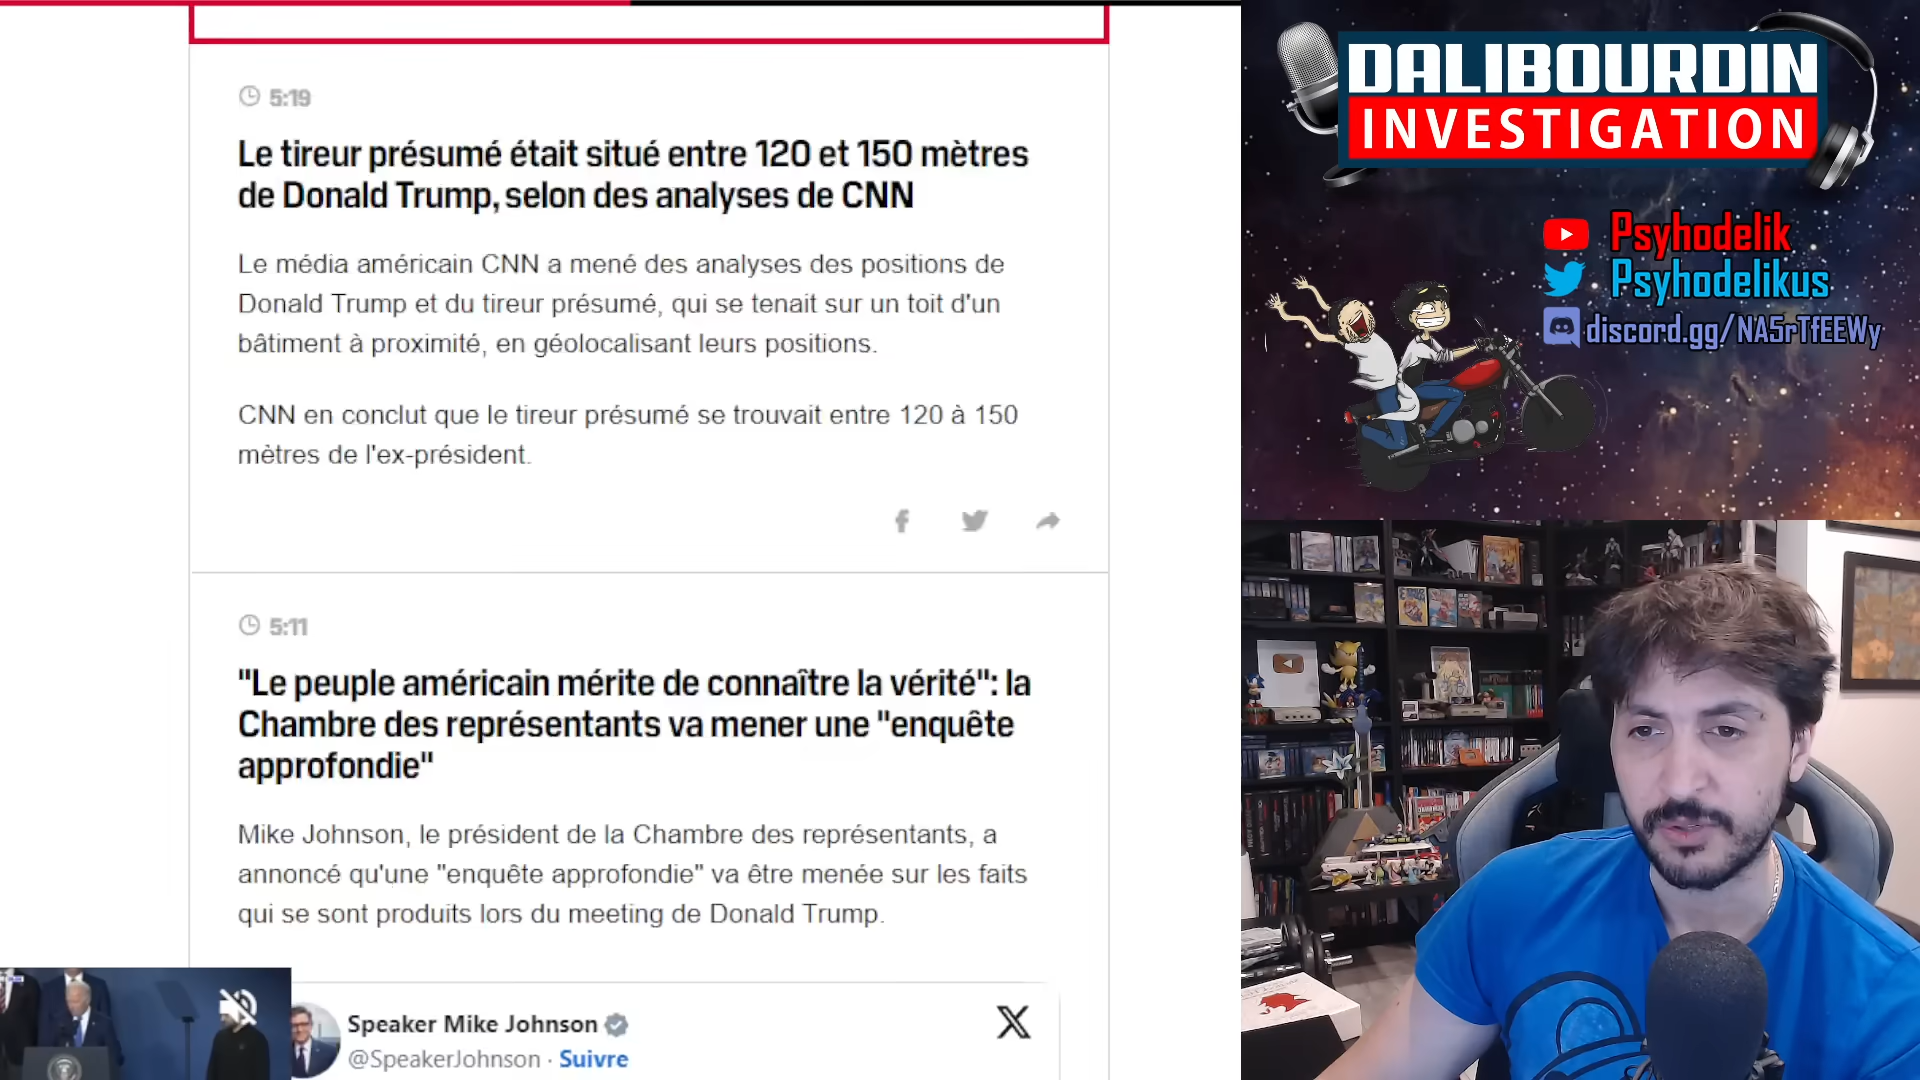 5:19
Le tireur présumé était situé entre 120 et 150 mètres
de Donald Trump, selon des analyses de CNN
Le média américain CNN a mené des analyses des positions de
Donald Trump et du tireur présumé, qui se tenait sur un toit d'un
bâtiment à proximité, en géolocalisant leurs positions.
CNN en conclut que le tireur présumé se trouvait entre 120 à 150
mètres de l'ex-président.
5:11
"Le peuple américain mérite de connaître la vérité": la
Chambre des représentants va mener une "enquête
approfondie"
Mike Johnson, le président de la Chambre des représentants, a
annoncé qu'une "enquête approfondie" va être menée sur les faits
qui se sont produits lors du meeting de Donald Trump.
Speaker Mike Johnson
@SpeakerJohnson · Suivre
DALIBOURDIN
INVESTIGATION
Psyhodelik
Psyhodelikus
discord.gg/NA5rTfEEWy